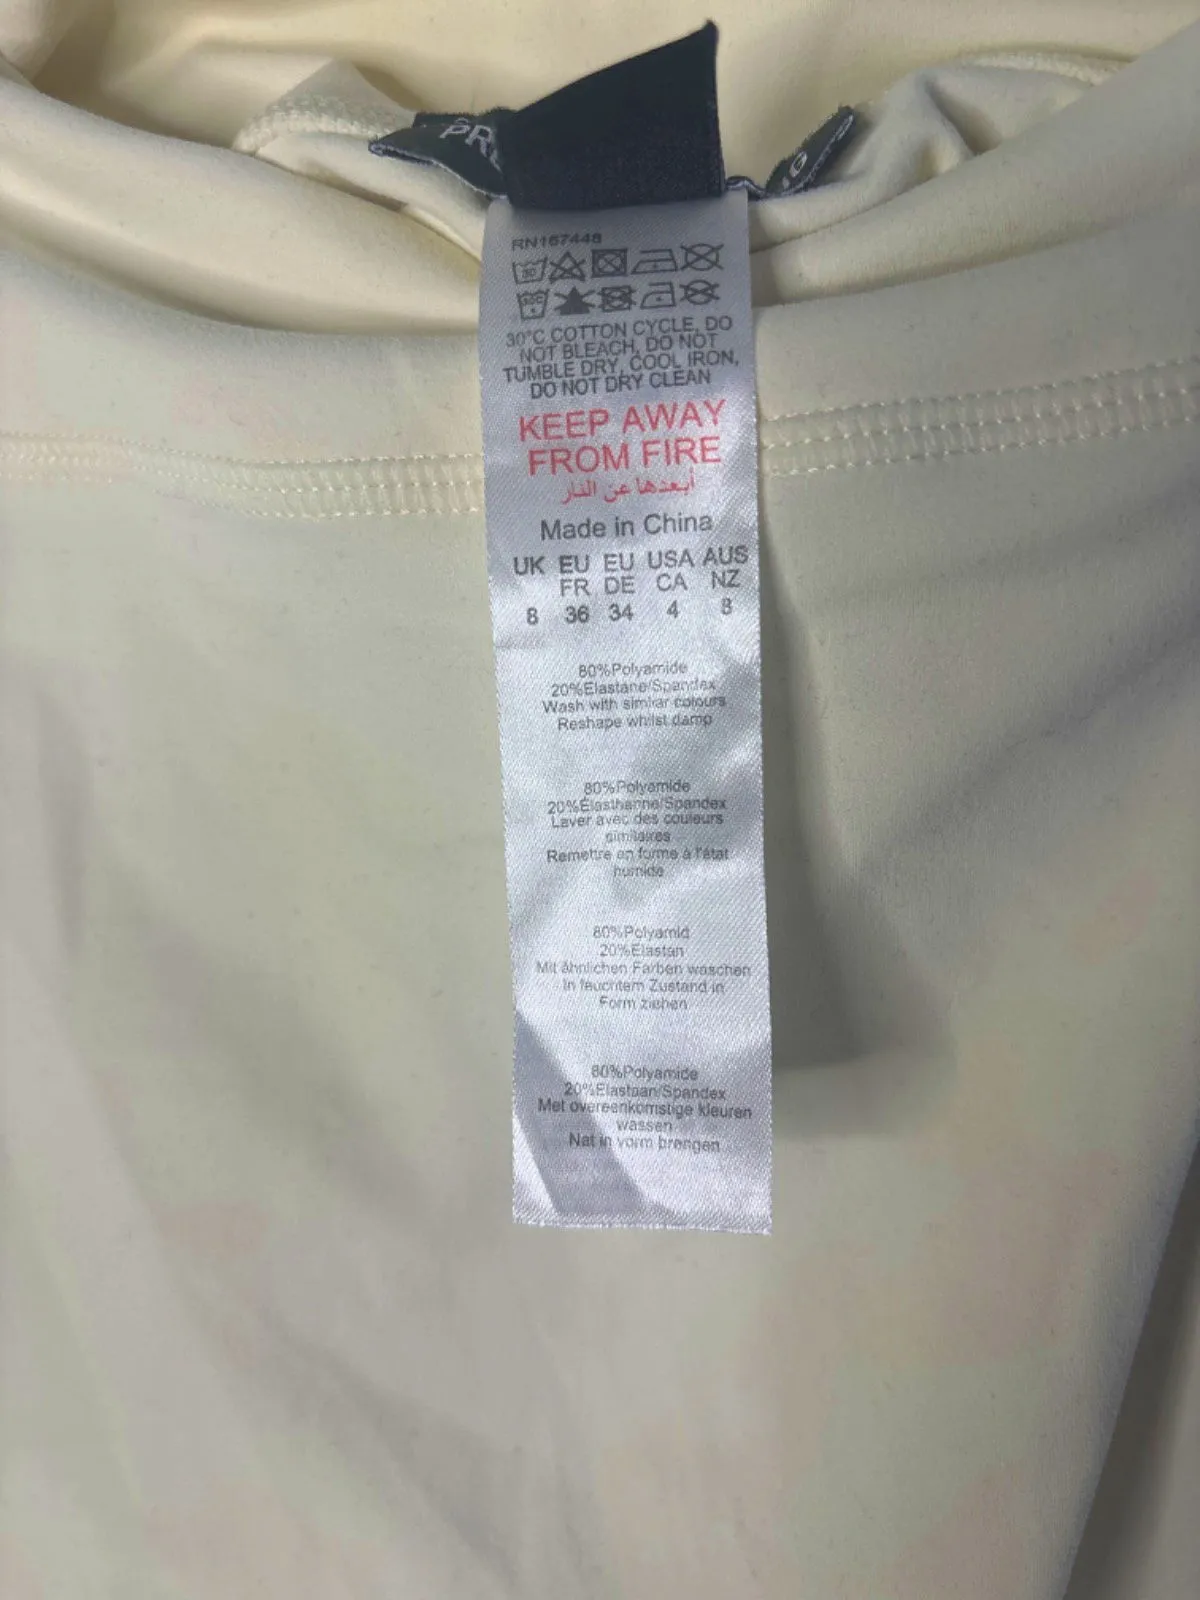 RN167448
30°C COTTON CYCLE, DO
NOT BLEACH, DO NOT
TUMBLE DRY, COOL IRON,
DO NOT DRY CLEAN
KEEP AWAY
FROM FIRE
أبعدها عن النار
Made in China
UK EU EU USA AUS
FR DE CA NZ
8 36 34 4 8
80%Polyamide
20%Elastane/Spandex
Wash with similar colours
Reshape whilst damp
80%Polyamide
20%Elasthanne/Spandex
Laver avec des couleurs
similaires
Remettre en forme à l'état
humide
80%Polyamid
20%Elastan
Mit ähnlichen Farben waschen
In feuchtem Zustand in
Form ziehen
80%Polyamide
20%Elastaan/Spandex
Met overeenkomstige kleuren
wassen
Nat in vorm brengen